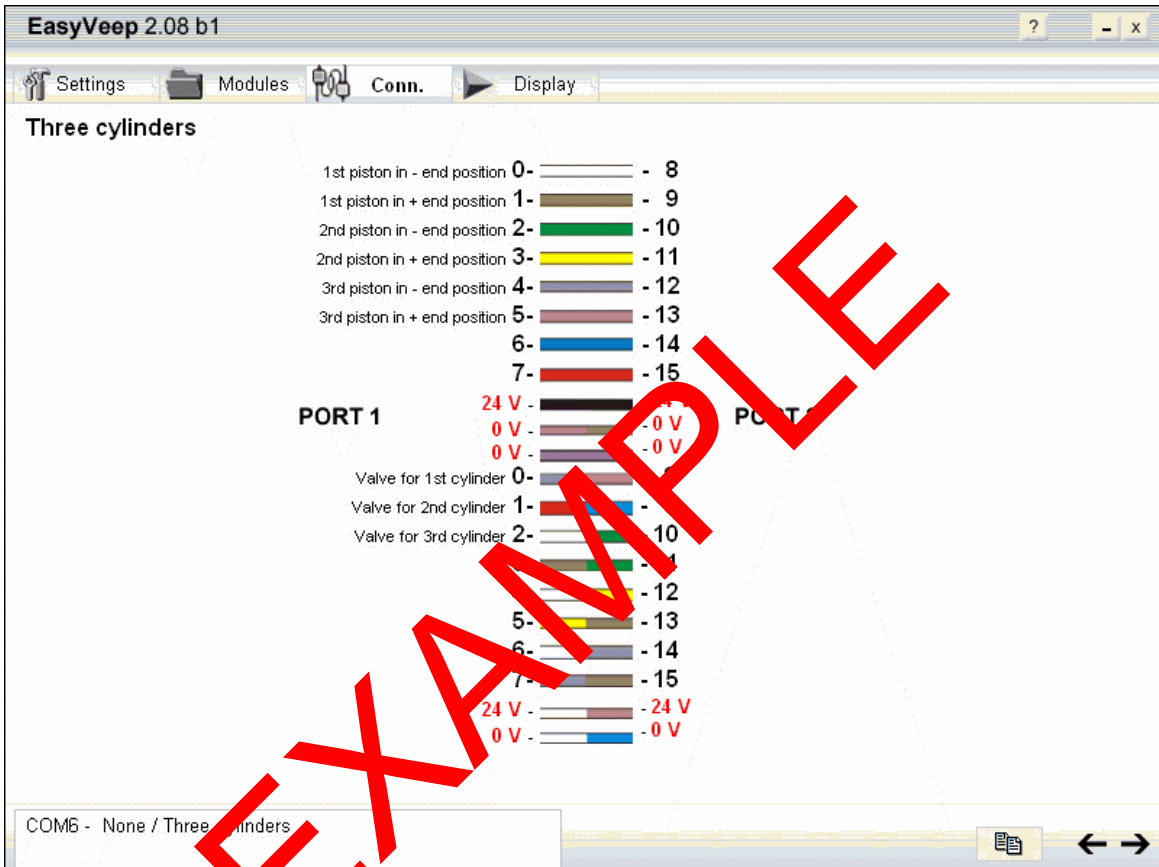 EasyVeep 2.08 b1 ? - x
Settings Modules Conn. Display
Three cylinders
1st piston in - end position 0- - 8
1st piston in + end position 1- - 9
2nd piston in - end position 2- - 10
2nd piston in + end position 3- - 11
3rd piston in - end position 4- - 12
3rd piston in + end position 5- - 13
6- - 14
7- - 15
24 V -
PORT 1
0 V - - 0 V
0 V - - 0 V
Valve for 1st cylinder 0-
Valve for 2nd cylinder 1- -
Valve for 3rd cylinder 2- 10
- 12
5- - 13
6- - 14
7- - 15
24 V - - 24 V
0 V - - 0 V
EXAMPLE
COM6 - None / Three